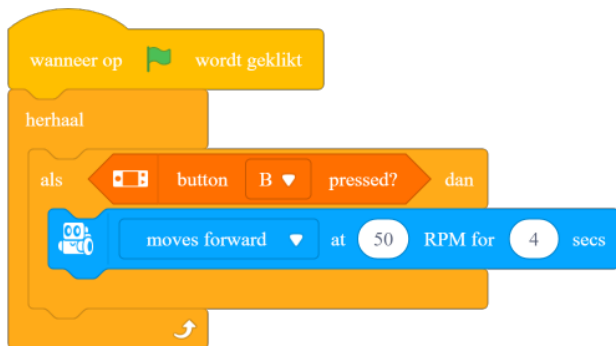 wanneer op wordt geklikt
herhaal
als button B pressed? dan
moves forward at 50 RPM for 4 secs